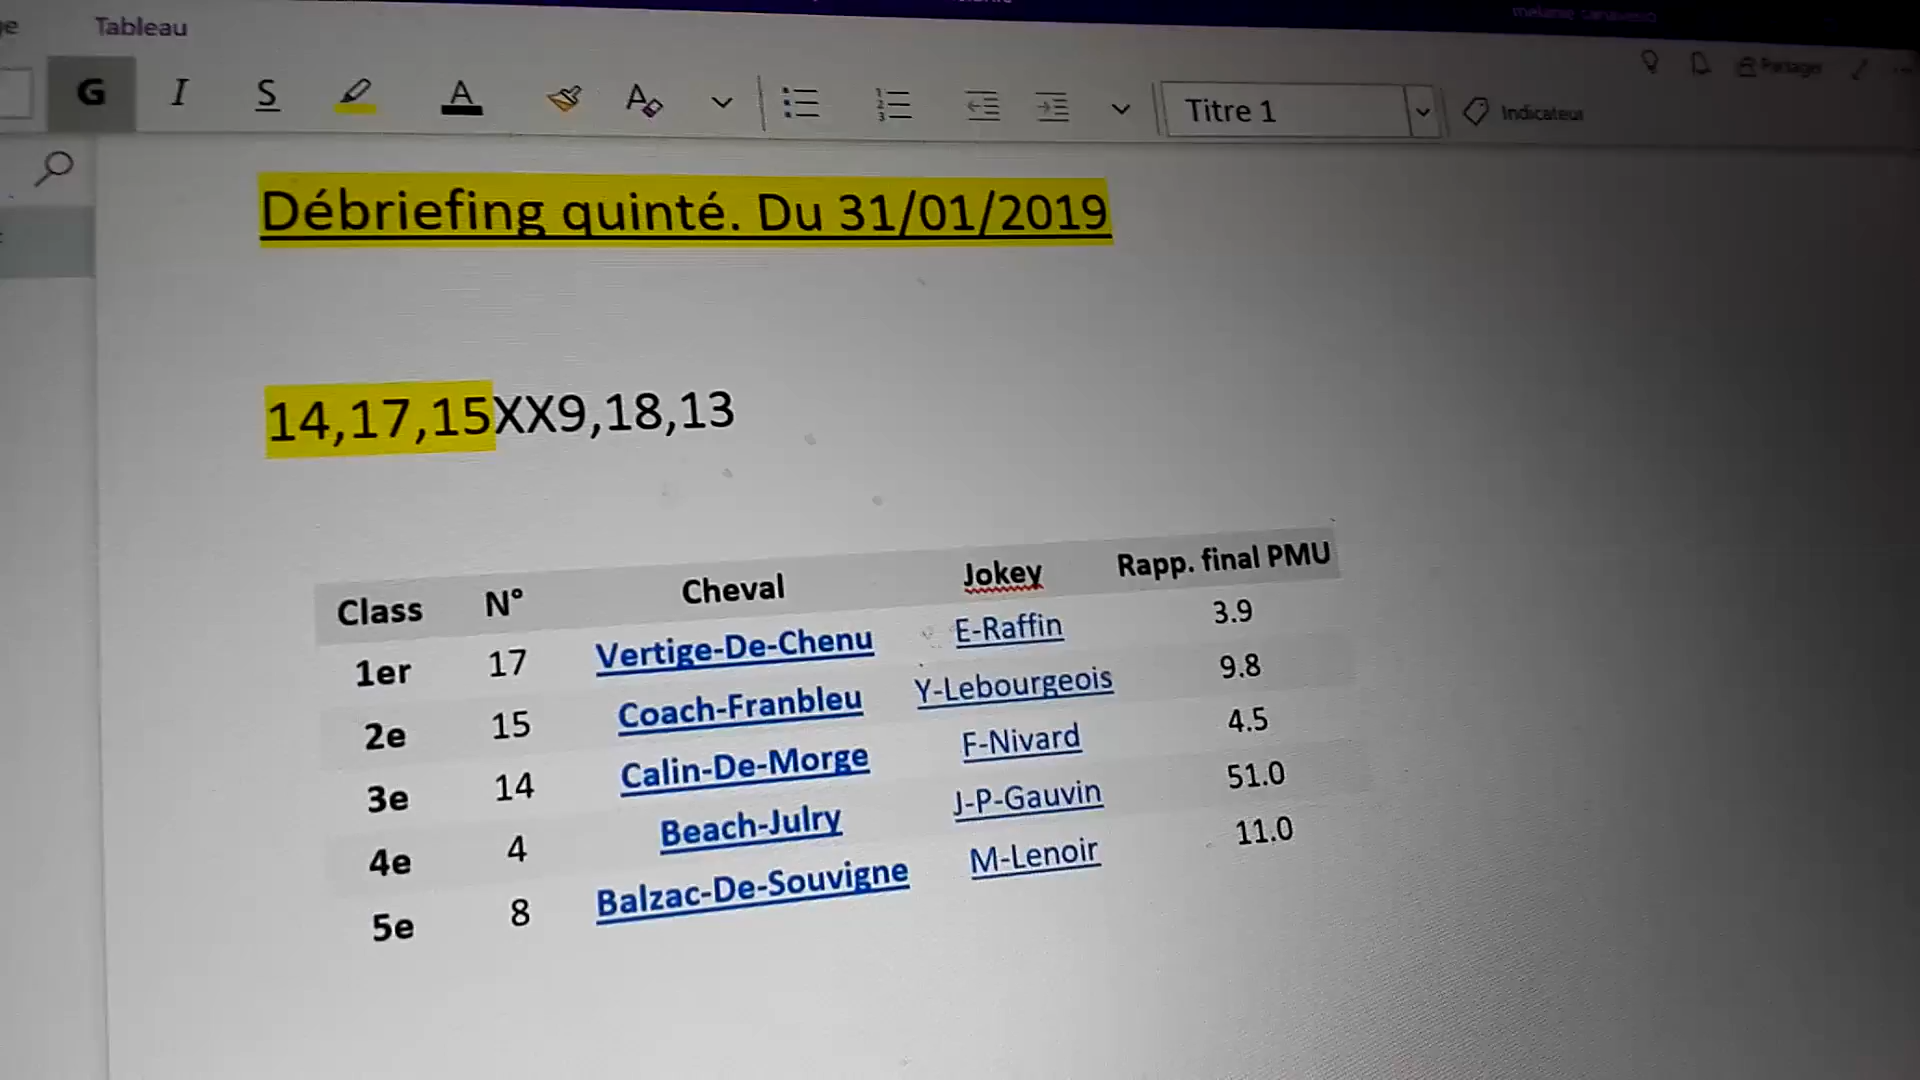 Tableau
G I S A A Titre 1 Indicateur
Partager
Débriefing quinté. Du 31/01/2019
14,17,15XX9,18,13
Class N° Cheval Jokey Rapp. final PMU
1er 17 Vertige-De-Chenu E-Raffin 3.9
2e 15 Coach-Franbleu Y-Lebourgeois 9.8
3e 14 Calin-De-Morge F-Nivard 4.5
4e 4 Beach-Julry J-P-Gauvin 51.0
5e 8 Balzac-De-Souvigne M-Lenoir 11.0